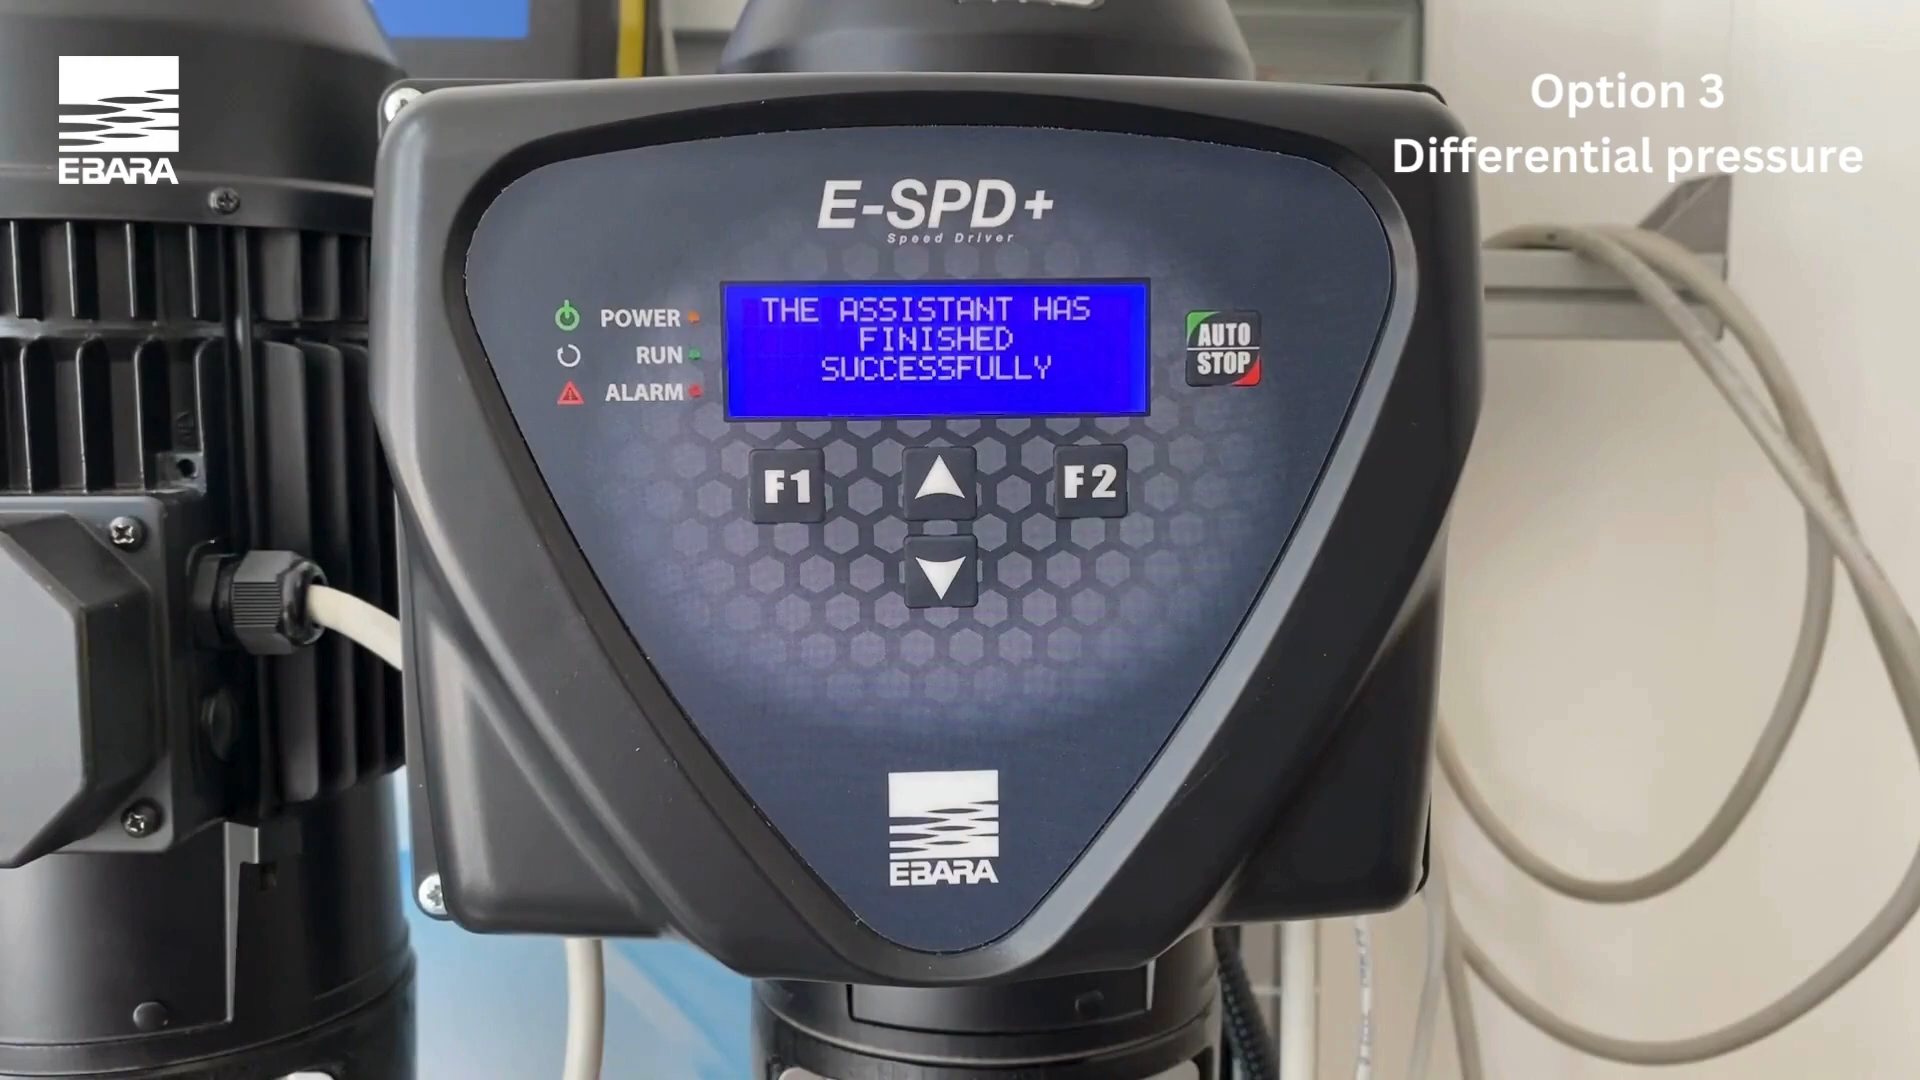 EBARA
Option 3
Differential pressure
E-SPD+
Speed Driver
POWER
RUN
ALARM
THE ASSISTANT HAS
FINISHED
SUCCESSFULLY
AUTO
STOP
F1
F2
EBARA